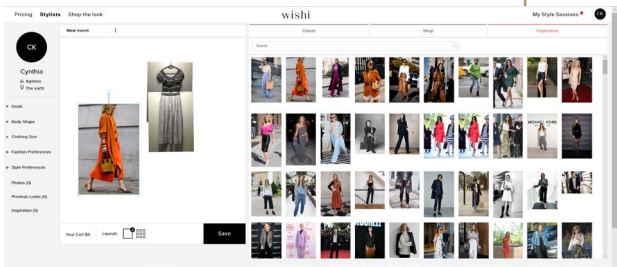 Pricing Stylists Shop the look
wishi
My Style Sessions
CK
CK
Cynthia
Ageless
The earth
Goals
Body Shape
Clothing Size
Fashion Preferences
Style Preferences
Photos (0)
Previous Looks (0)
Inspiration (0)
New event
Your Cart $0
Layouts
Save
Closet
Shop
Inspiration
Search
MICHAEL KORS